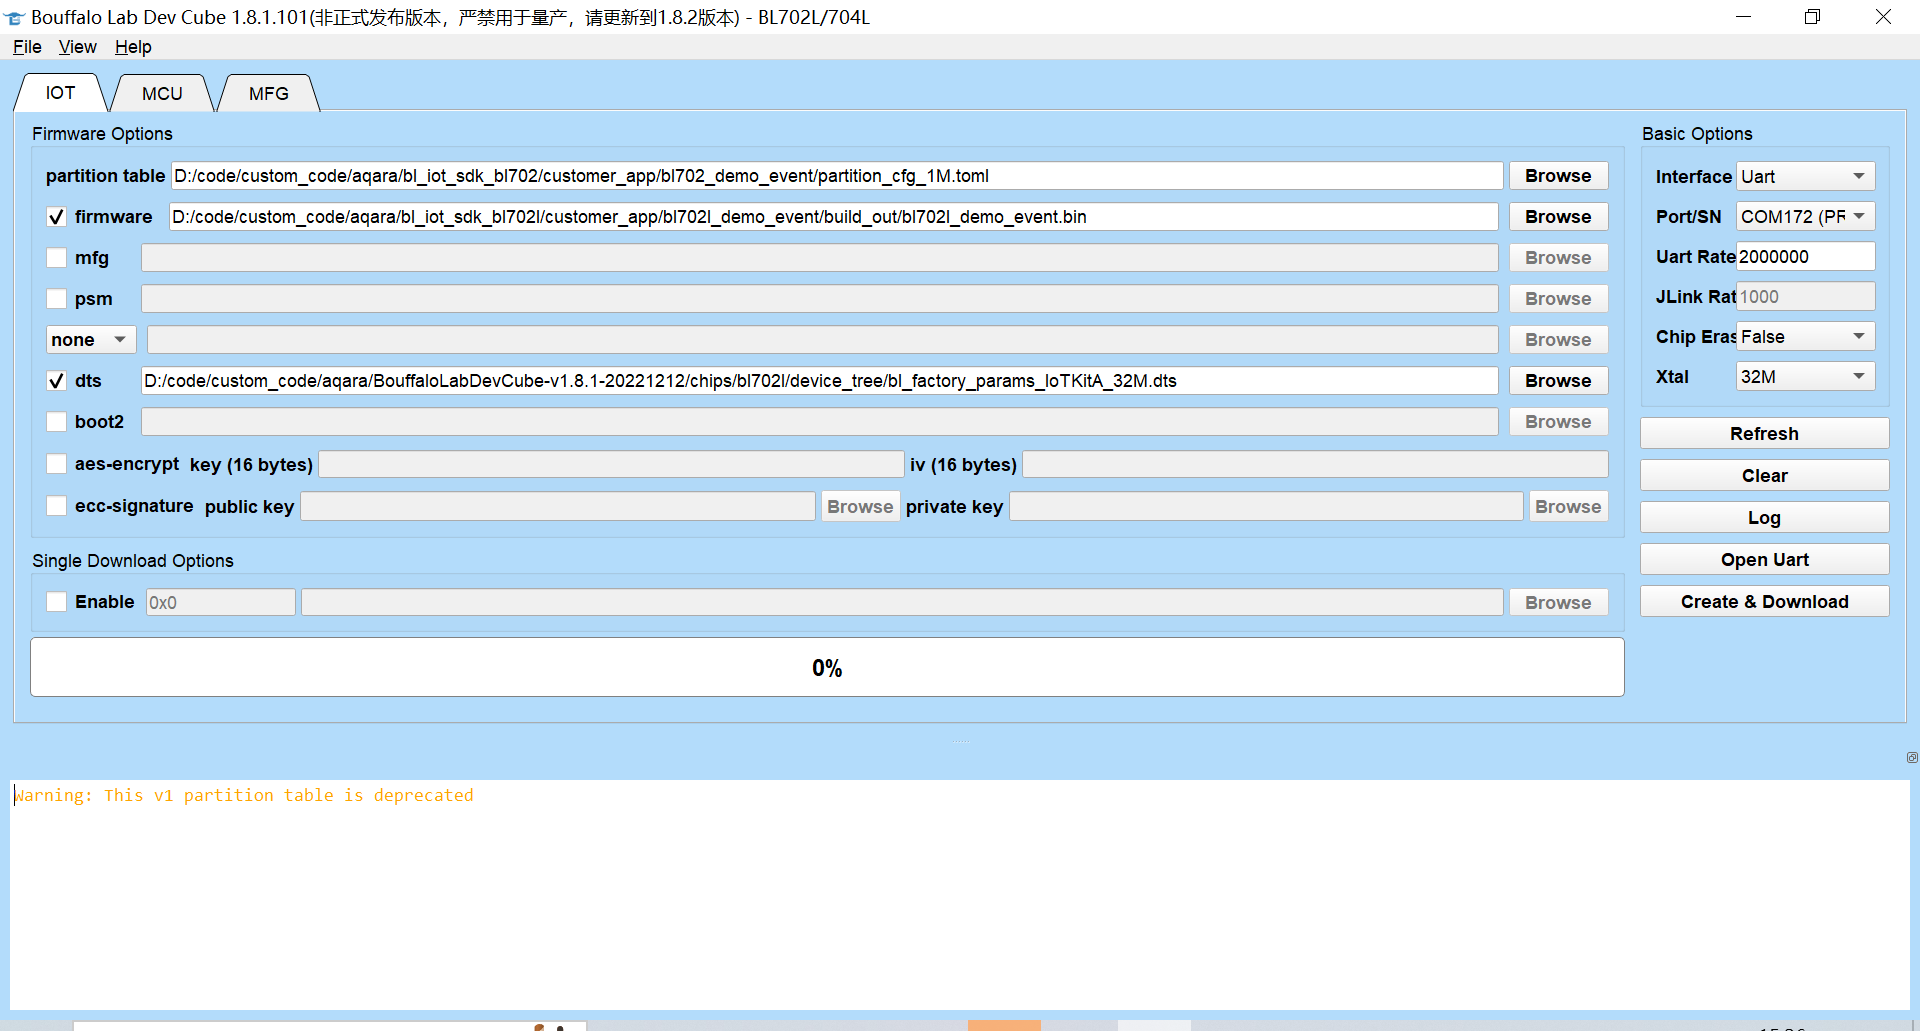 Bouffalo Lab Dev Cube 1.8.1.101(非正式发布版本，严禁用于量产，请更新到1.8.2版本) - BL702L/704L
File View Help
IOT MCU MFG
Firmware Options
partition table D:/code/custom_code/aqara/bl_iot_sdk_bl702/customer_app/bl702_demo_event/partition_cfg_1M.toml Browse
firmware D:/code/custom_code/aqara/bl_iot_sdk_bl702l/customer_app/bl702l_demo_event/build_out/bl702l_demo_event.bin Browse
mfg Browse
psm Browse
none Browse
dts D:/code/custom_code/aqara/BouffaloLabDevCube-v1.8.1-20221212/chips/bl702l/device_tree/bl_factory_params_IoTKitA_32M.dts Browse
boot2 Browse
aes-encrypt key (16 bytes) iv (16 bytes)
ecc-signature public key Browse private key Browse
Single Download Options
Enable 0x0 Browse
0%
Basic Options
Interface Uart
Port/SN COM172 (PR
Uart Rate 2000000
JLink Rat 1000
Chip Eras False
Xtal 32M
Refresh
Clear
Log
Open Uart
Create & Download
Warning: This v1 partition table is deprecated